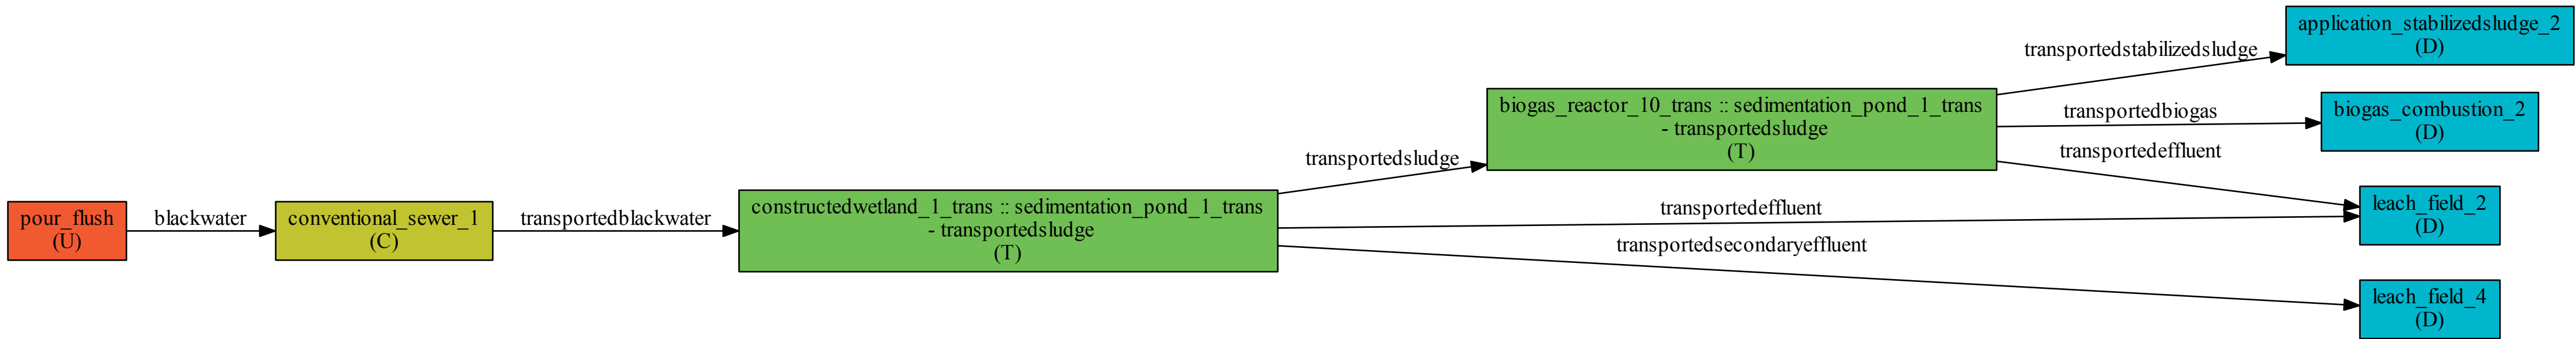 pour_flush
(U)
blackwater
conventional_sewer_1
(C)
transportedblackwater
constructedwetland_1_trans :: sedimentation_pond_1_trans
- transportedsludge
(T)
transportedsludge
transportedeffluent
transportedsecondaryeffluent
biogas_reactor_10_trans :: sedimentation_pond_1_trans
- transportedsludge
(T)
transportedstabilizedsludge
transportedbiogas
transportedeffluent
application_stabilizedsludge_2
(D)
biogas_combustion_2
(D)
leach_field_2
(D)
leach_field_4
(D)